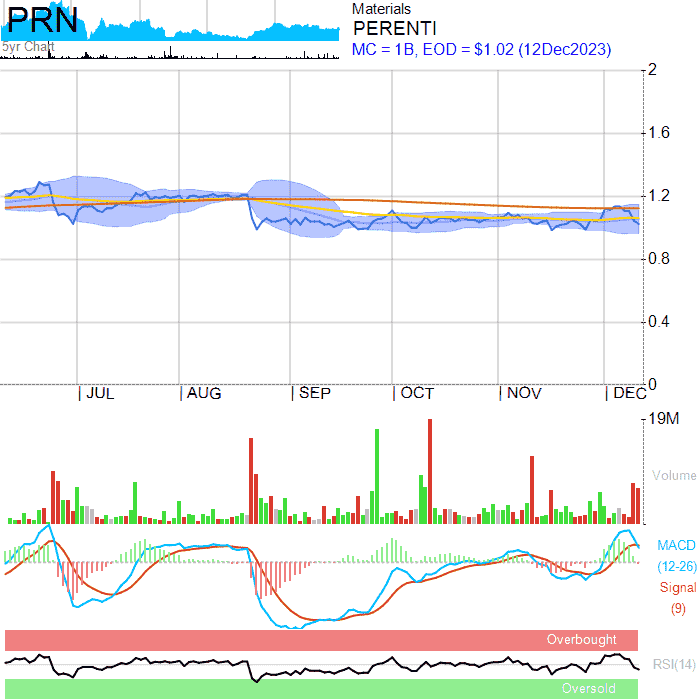 PRN
5yr Chart
Materials
PERENTI
MC = 1B, EOD = $1.02 (12Dec2023)
2
1.6
1.2
0.8
0.4
0
| JUL | AUG | SEP | OCT | NOV | DEC
19M
Volume
MACD
(12-26)
Signal
(9)
Overbought
RSI(14)
Oversold